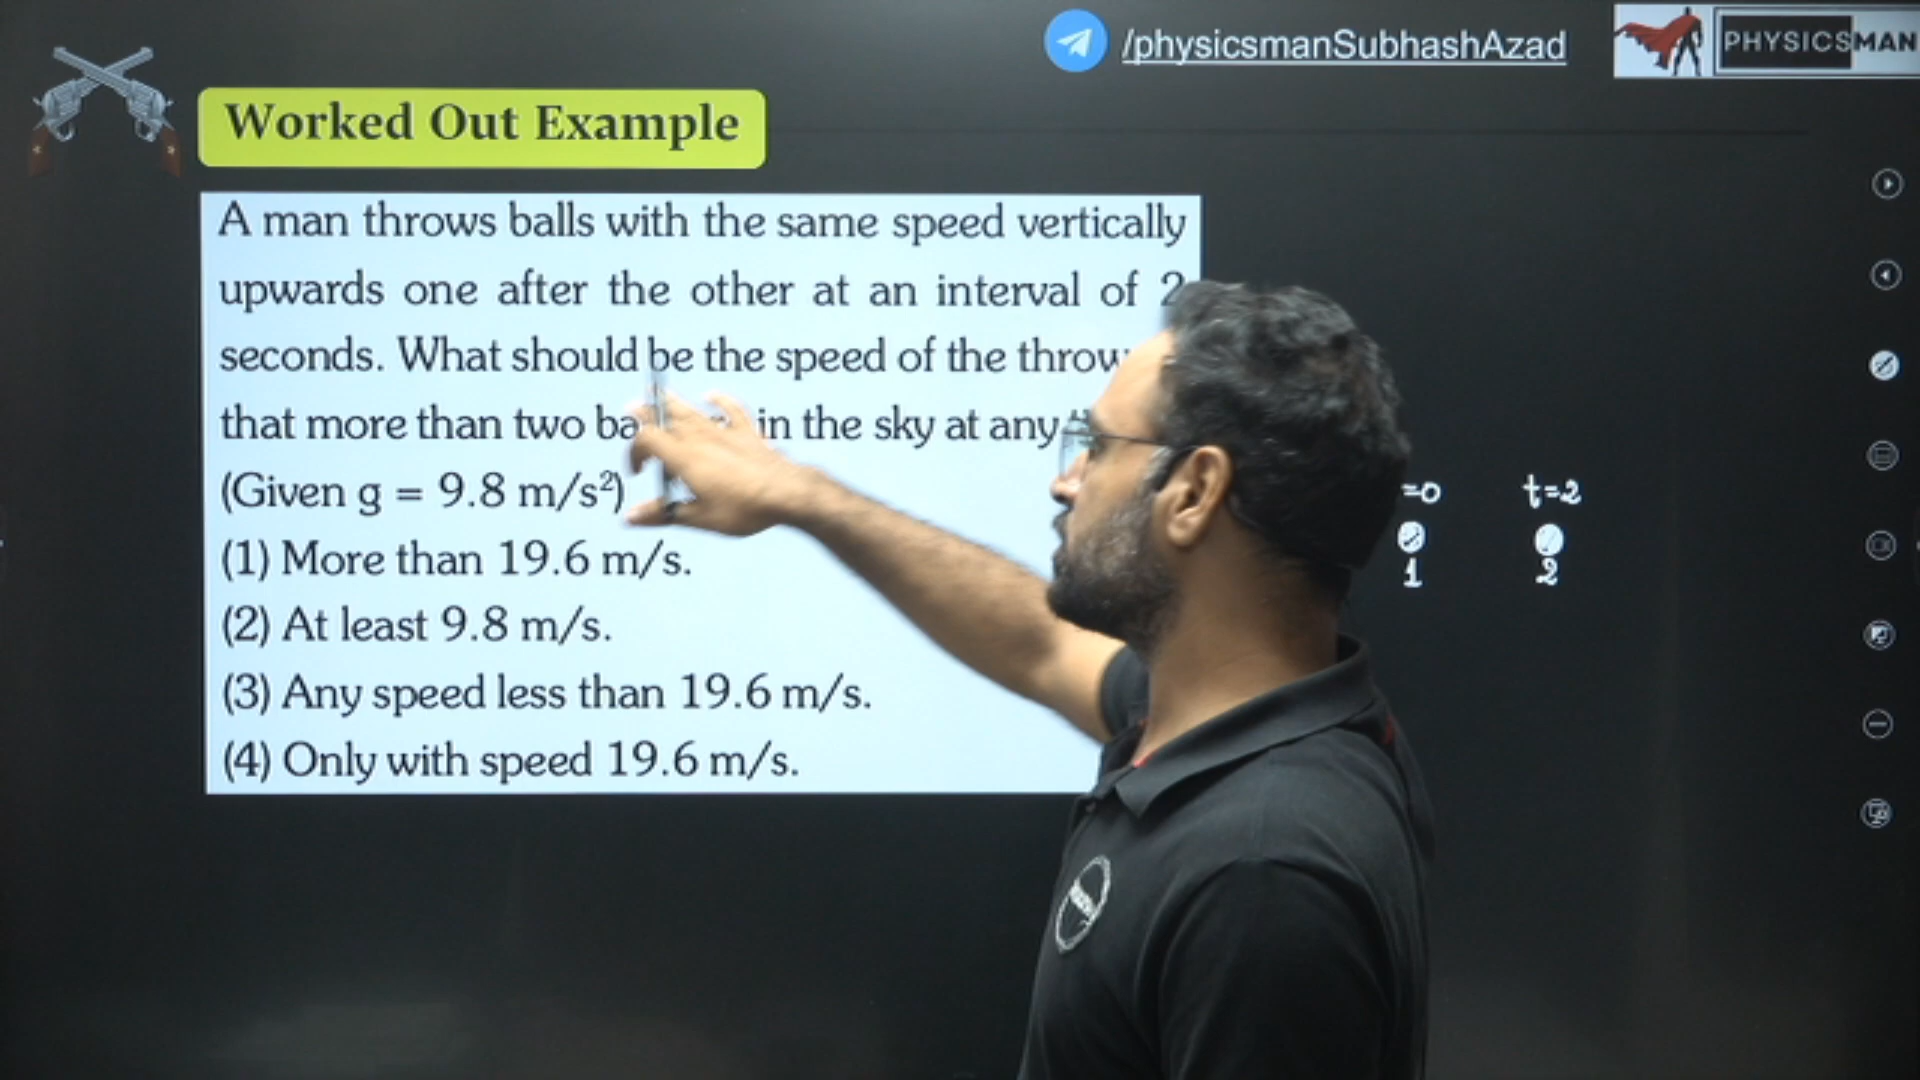 /physicsmanSubhashAzad
PHYSICSMAN
Worked Out Example
A man throws balls with the same speed vertically
upwards one after the other at an interval of 2
seconds. What should be the speed of the throw
that more than two in the sky at any
(Given g = 9.8 m/s²)
(1) More than 19.6 m/s.
(2) At least 9.8 m/s.
(3) Any speed less than 19.6 m/s.
(4) Only with speed 19.6 m/s.
=0 t=2
1 2